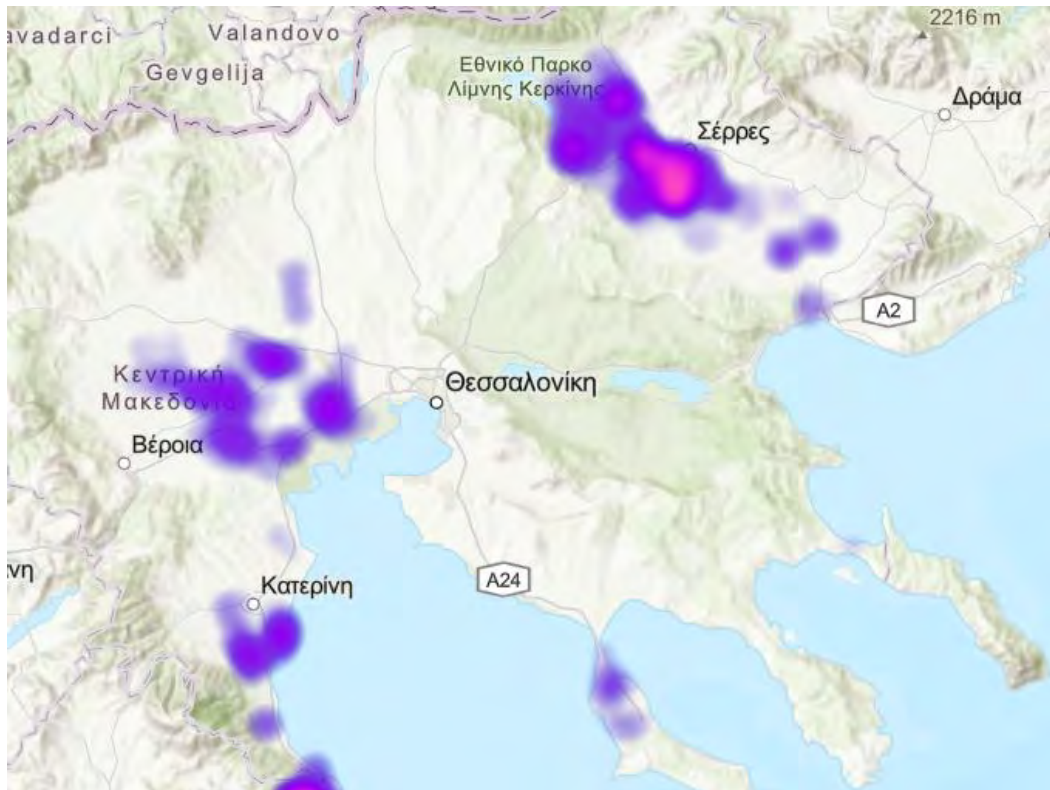 2216 m
avadarci
Valandovo
Gevgelija
Εθνικό Παρκο
Λίμνης Κερκίνης
Δράμα
Σέρρες
A2
Κεντρική
Μακεδονία
Θεσσαλονίκη
Βέροια
νη
Κατερίνη
A24